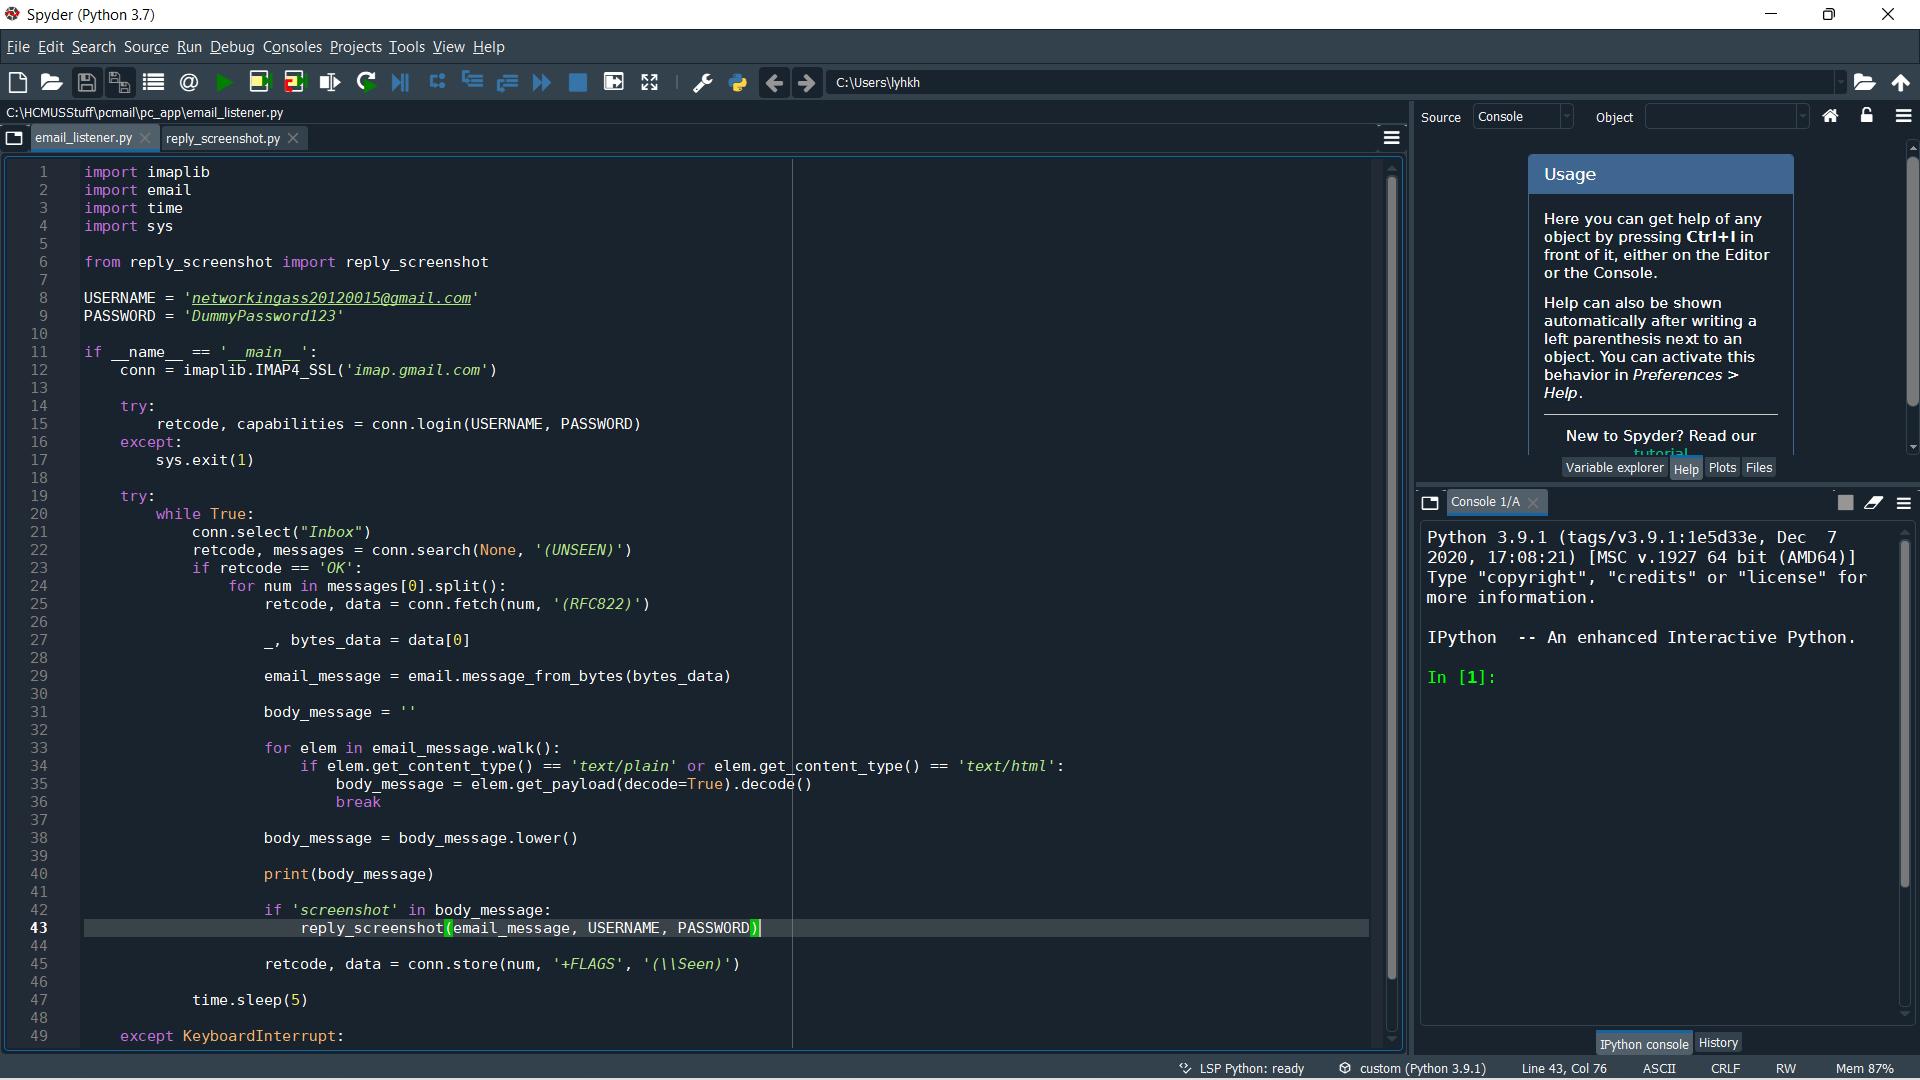 Spyder (Python 3.7)
File Edit Search Source Run Debug Consoles Projects Tools View Help
C:\Users\lyhkh
C:\HCMUSStuff\pcmail\pc_app\email_listener.py
email_listener.py
reply_screenshot.py
1 import imaplib
2 import email
3 import time
4 import sys
5
6 from reply_screenshot import reply_screenshot
7
8 USERNAME = 'networkingass20120015@gmail.com'
9 PASSWORD = 'DummyPassword123'
10
11 if __name__ == '__main__':
12     conn = imaplib.IMAP4_SSL('imap.gmail.com')
13
14     try:
15         retcode, capabilities = conn.login(USERNAME, PASSWORD)
16     except:
17         sys.exit(1)
18
19     try:
20         while True:
21             conn.select("Inbox")
22             retcode, messages = conn.search(None, '(UNSEEN)')
23             if retcode == 'OK':
24                 for num in messages[0].split():
25                     retcode, data = conn.fetch(num, '(RFC822)')
26
27                     _, bytes_data = data[0]
28
29                     email_message = email.message_from_bytes(bytes_data)
30
31                     body_message = ''
32
33                     for elem in email_message.walk():
34                         if elem.get_content_type() == 'text/plain' or elem.get_content_type() == 'text/html':
35                             body_message = elem.get_payload(decode=True).decode()
36                             break
37
38                     body_message = body_message.lower()
39
40                     print(body_message)
41
42                     if 'screenshot' in body_message:
43                         reply_screenshot(email_message, USERNAME, PASSWORD)
44
45                     retcode, data = conn.store(num, '+FLAGS', '(\\Seen)')
46
47             time.sleep(5)
48
49     except KeyboardInterrupt:
Source Console Object
Usage
Here you can get help of any
object by pressing Ctrl+I in
front of it, either on the Editor
or the Console.
Help can also be shown
automatically after writing a
left parenthesis next to an
object. You can activate this
behavior in Preferences >
Help.
New to Spyder? Read our
tutorial
Variable explorer Help Plots Files
Console 1/A
Python 3.9.1 (tags/v3.9.1:1e5d33e, Dec  7
2020, 17:08:21) [MSC v.1927 64 bit (AMD64)]
Type "copyright", "credits" or "license" for
more information.
IPython  -- An enhanced Interactive Python.
In [1]:
IPython console History
LSP Python: ready custom (Python 3.9.1) Line 43, Col 76 ASCII CRLF RW Mem 87%